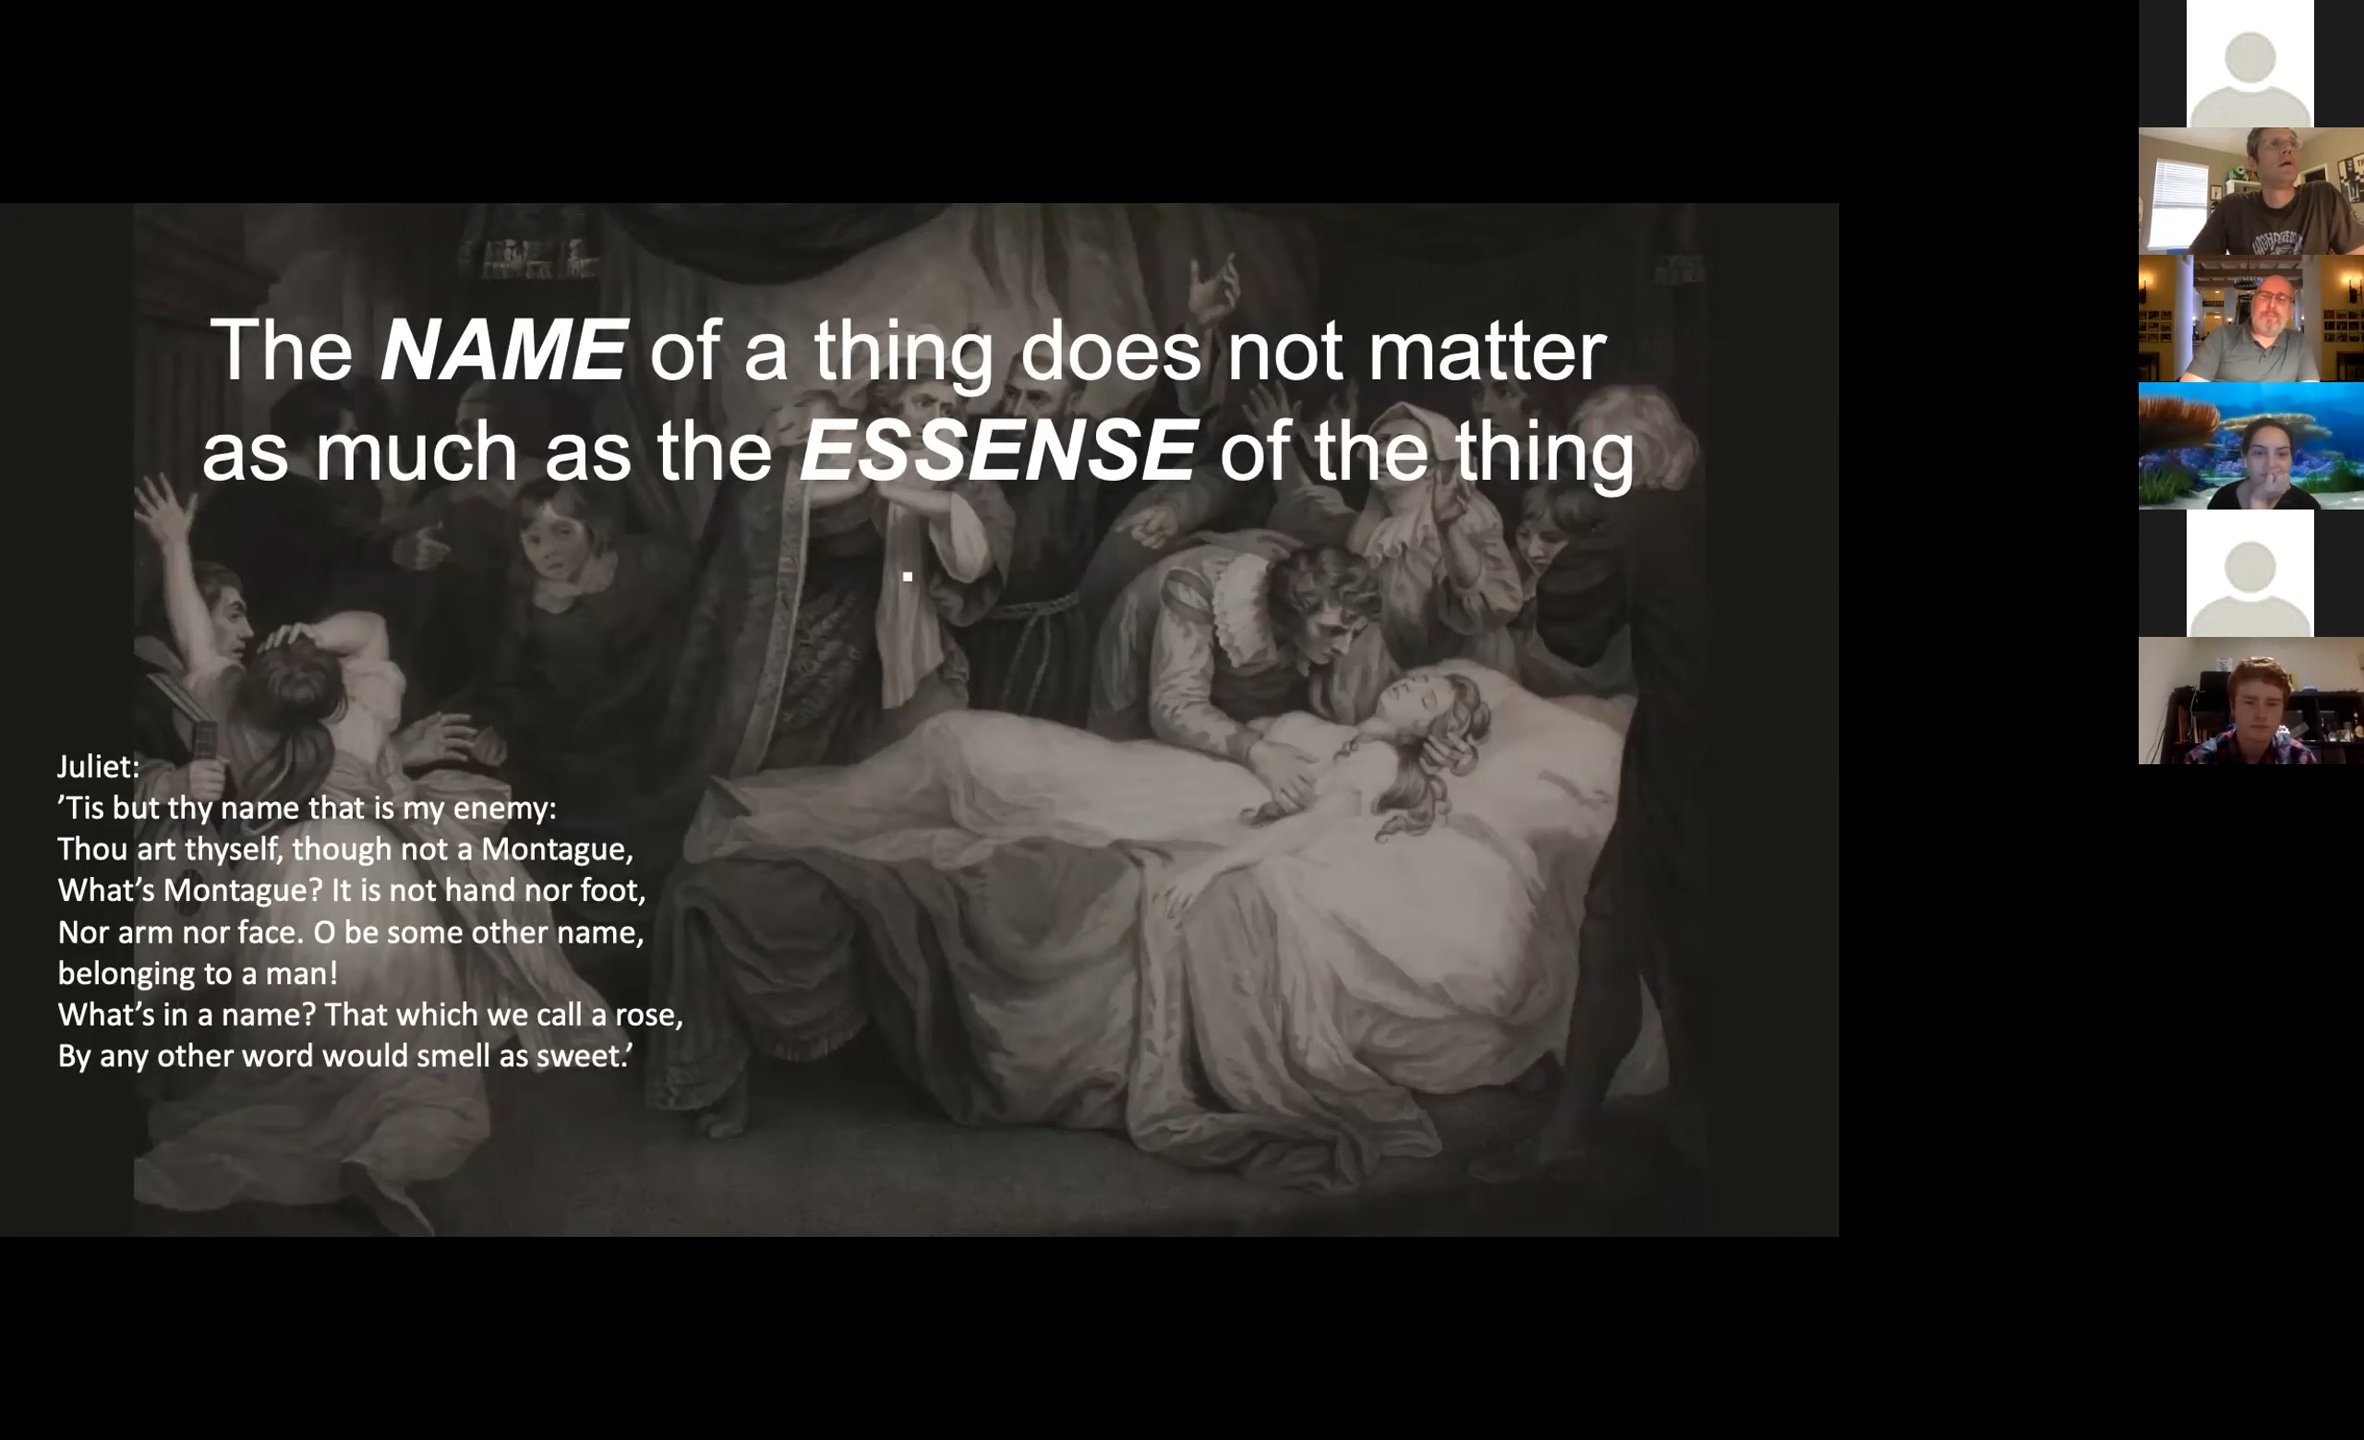 The NAME of a thing does not matter
as much as the ESSENSE of the thing
.
Juliet:
’Tis but thy name that is my enemy:
Thou art thyself, though not a Montague,
What’s Montague? It is not hand nor foot,
Nor arm nor face. O be some other name,
belonging to a man!
What’s in a name? That which we call a rose,
By any other word would smell as sweet.’